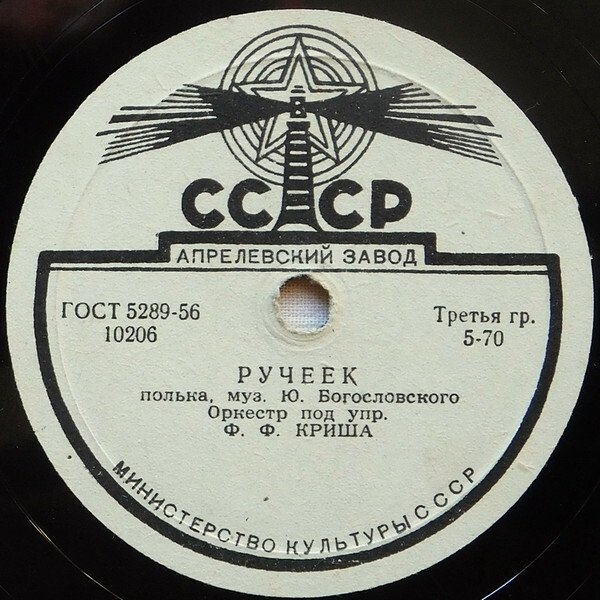 СССР
АПРЕЛЕВСКИЙ ЗАВОД
ГОСТ 5289-56
10206
Третья гр.
5-70
РУЧЕЕК
полька, муз. Ю. Богословского
Оркестр под упр.
Ф. Ф. КРИША
МИНИСТЕРСТВО КУЛЬТУРЫ СССР